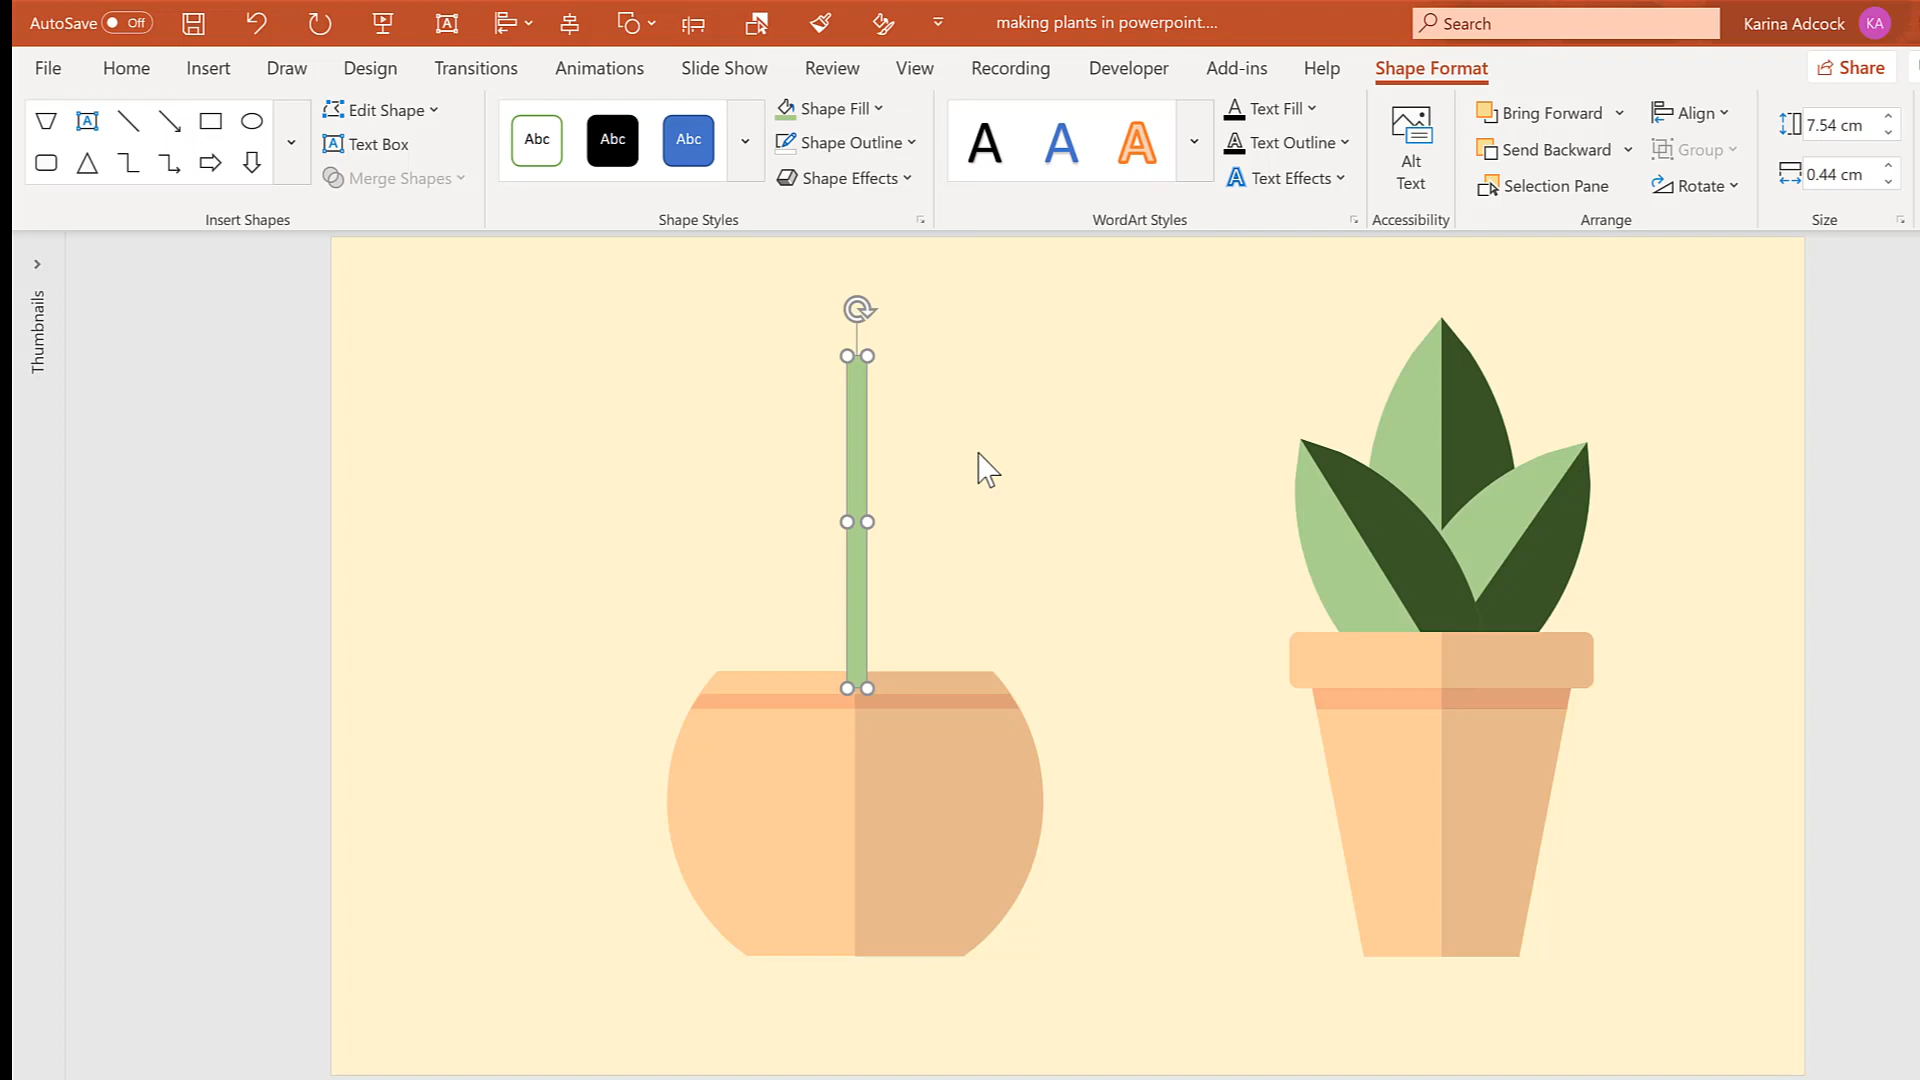 AutoSave Off making plants in powerpoint.... Search Karina Adcock KA
File Home Insert Draw Design Transitions Animations Slide Show Review View Recording Developer Add-ins Help Shape Format Share
Edit Shape
Text Box
Merge Shapes
Insert Shapes
Abc Abc Abc
Shape Fill
Shape Outline
Shape Effects
Shape Styles
A A A
Text Fill
Text Outline
Text Effects
WordArt Styles
Alt
Text
Accessibility
Bring Forward
Send Backward
Selection Pane
Align
Group
Rotate
Arrange
7.54 cm
0.44 cm
Size
Thumbnails